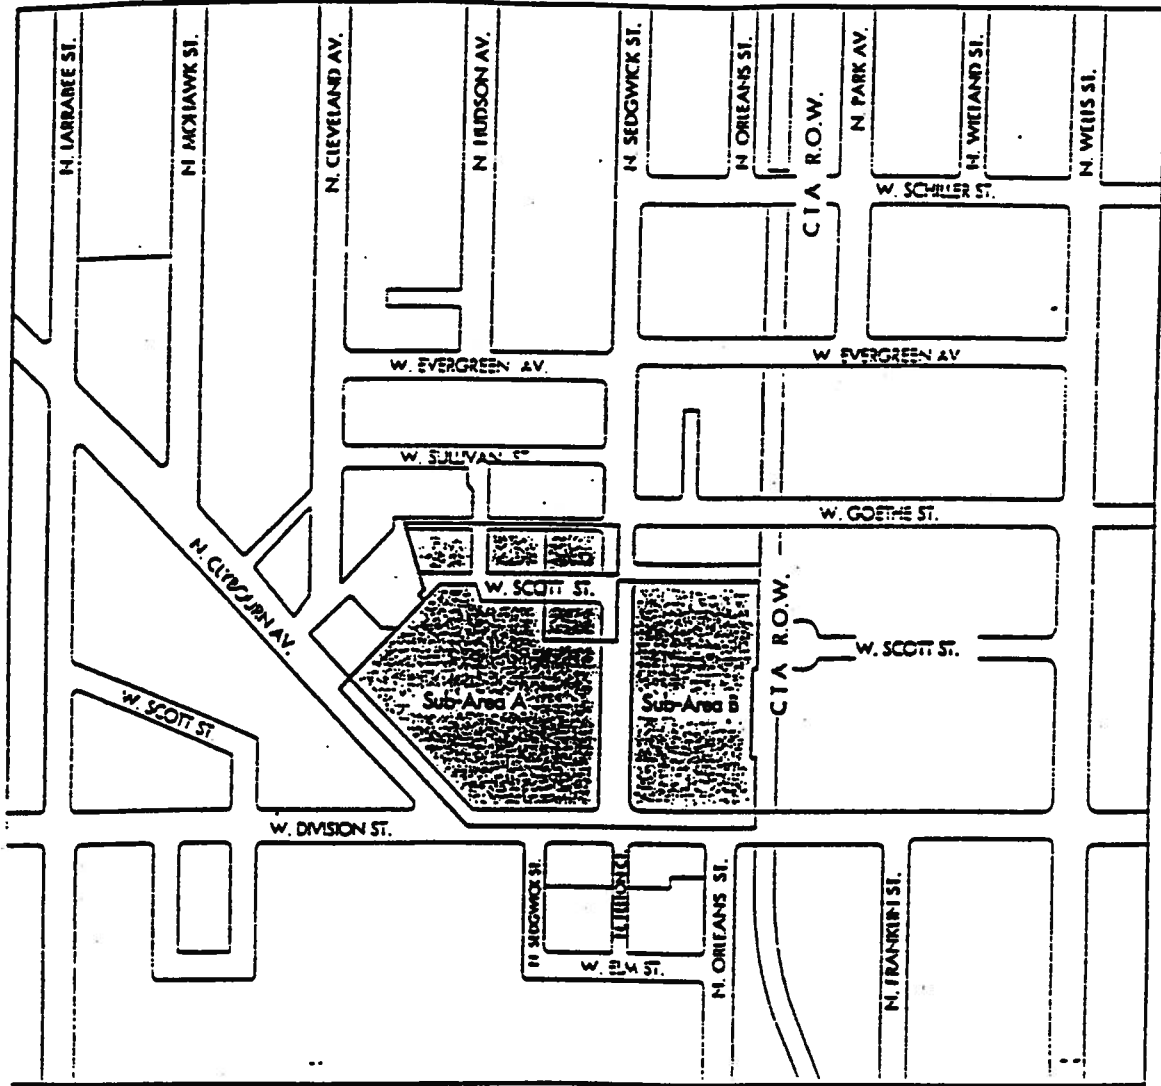 N. LARRABEE ST.
N. MOHAWK ST.
N. CLEVELAND AV.
N HUDSON AV.
N. SEDGWICK ST.
N ORLEANS ST.
CTA R.O.W.
N. PARK AV.
N. WIELAND ST.
N. WELLS ST.
W. SCHILLER ST.
W. EVERGREEN AV.
W. EVERGREEN AV
W. SULLIVAN ST.
W. GOETHE ST.
N. CLYBOURN AV.
W. SCOTT ST.
CTA R.O.W.
W. SCOTT ST.
Sub-Area A
Sub-Area B
W. SCOTT ST.
W. DIVISION ST.
N SEDGWICK ST.
N. ORLEANS ST.
N. FRANKLIN ST.
W. ELM ST.